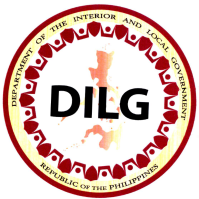 DEPARTMENT OF THE INTERIOR AND LOCAL GOVERNMENT
DILG
REPUBLIC OF THE PHILIPPINES